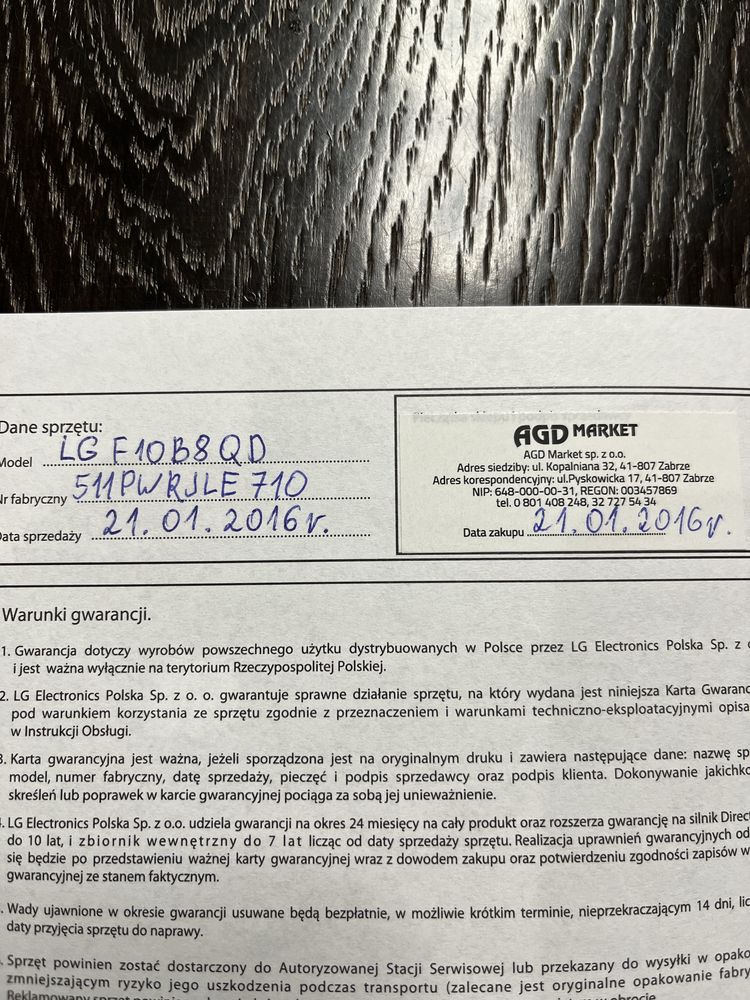 Dane sprzętu:
Model LG F10B8QD
Nr fabryczny 511PWRJLE710
Data sprzedaży 21.01.2016r.
AGD MARKET
AGD Market sp. z o.o.
Adres siedziby: ul. Kopalniana 32, 41-807 Zabrze
Adres korespondencyjny: ul.Pyskowicka 17, 41-807 Zabrze
NIP: 648-000-00-31, REGON: 003457869
tel. 0 801 408 248, 32 727 54 34
Data zakupu 21.01.2016r.
Warunki gwarancji.
1. Gwarancja dotyczy wyrobów powszechnego użytku dystrybuowanych w Polsce przez LG Electronics Polska Sp. z
i jest ważna wyłącznie na terytorium Rzeczypospolitej Polskiej.
2. LG Electronics Polska Sp. z o. o. gwarantuje sprawne działanie sprzętu, na który wydana jest niniejsza Karta Gwaranc
pod warunkiem korzystania ze sprzętu zgodnie z przeznaczeniem i warunkami techniczno-eksploatacyjnymi opisa
w Instrukcji Obsługi.
3. Karta gwarancyjna jest ważna, jeżeli sporządzona jest na oryginalnym druku i zawiera następujące dane: nazwę sp
model, numer fabryczny, datę sprzedaży, pieczęć i podpis sprzedawcy oraz podpis klienta. Dokonywanie jakichko
skreśleń lub poprawek w karcie gwarancyjnej pociąga za sobą jej unieważnienie.
. LG Electronics Polska Sp. z o.o. udziela gwarancji na okres 24 miesięcy na cały produkt oraz rozszerza gwarancję na silnik Direct
do 10 lat, i zbiornik wewnętrzny do 7 lat licząc od daty sprzedaży sprzętu. Realizacja uprawnień gwarancyjnych od
się będzie po przedstawieniu ważnej karty gwarancyjnej wraz z dowodem zakupu oraz potwierdzeniu zgodności zapisów w
gwarancyjnej ze stanem faktycznym.
. Wady ujawnione w okresie gwarancji usuwane będą bezpłatnie, w możliwie krótkim terminie, nieprzekraczającym 14 dni, lic
daty przyjęcia sprzętu do naprawy.
. Sprzęt powinien zostać dostarczony do Autoryzowanej Stacji Serwisowej lub przekazany do wysyłki w opako
zmniejszającym ryzyko jego uszkodzenia podczas transportu (zalecane jest oryginalne opakowanie fabry
Reklamowany sprzęt